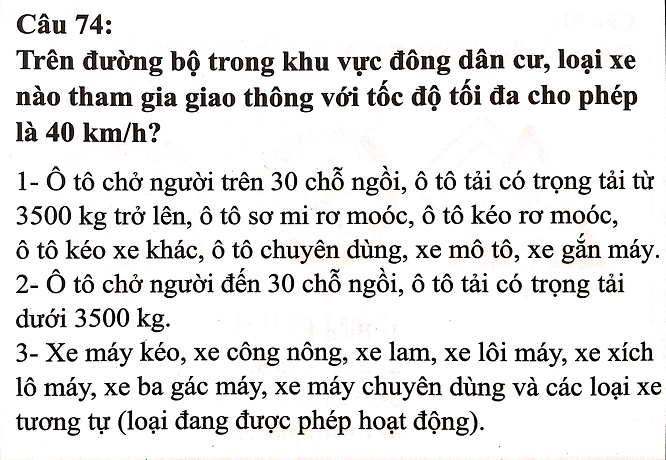 Câu 74:
Trên đường bộ trong khu vực đông dân cư, loại xe
nào tham gia giao thông với tốc độ tối đa cho phép
là 40 km/h?
1- Ô tô chở người trên 30 chỗ ngồi, ô tô tải có trọng tải từ
3500 kg trở lên, ô tô sơ mi rơ moóc, ô tô kéo rơ moóc,
ô tô kéo xe khác, ô tô chuyên dùng, xe mô tô, xe gắn máy.
2- Ô tô chở người đến 30 chỗ ngồi, ô tô tải có trọng tải
dưới 3500 kg.
3- Xe máy kéo, xe công nông, xe lam, xe lôi máy, xe xích
lô máy, xe ba gác máy, xe máy chuyên dùng và các loại xe
tương tự (loại đang được phép hoạt động).